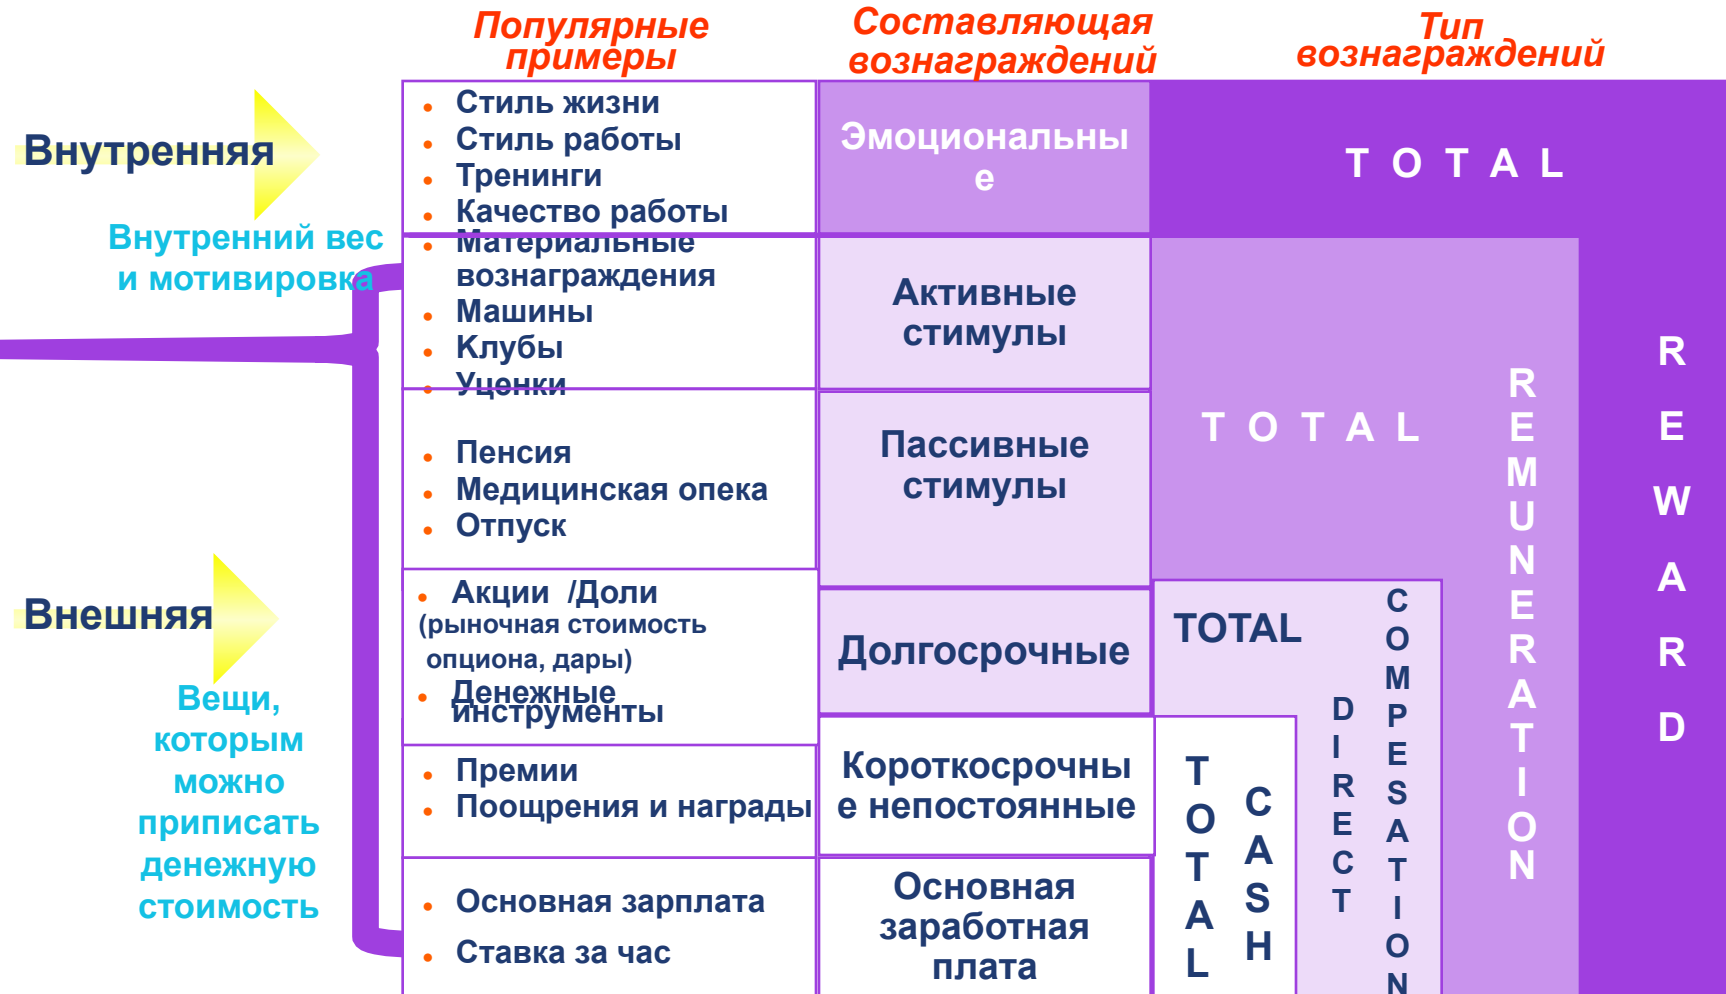 Популярные
примеры
Составляющая
вознаграждений
Тип
вознаграждений
Внутренняя
Внутренний вес
и мотивировка
Внешняя
Вещи,
которым
можно
приписать
денежную
стоимость
Стиль жизни
Стиль работы
Тренинги
Качество работы
Материальные
вознаграждения
Машины
Клубы
Уценки
Пенсия
Медицинская опека
Отпуск
Акции /Доли
(рыночная стоимость
опциона, дары)
Денежные
инструменты
Премии
Поощрения и награды
Основная зарплата
Ставка за час
Эмоциональны
е
Активные
стимулы
Пассивные
стимулы
Долгосрочные
Короткосрочны
е непостоянные
Основная
заработная
плата
TOTAL
REWARD
TOTAL
REMUNERATION
TOTAL
DIRECT
COMPESATION
TOTAL
CASH